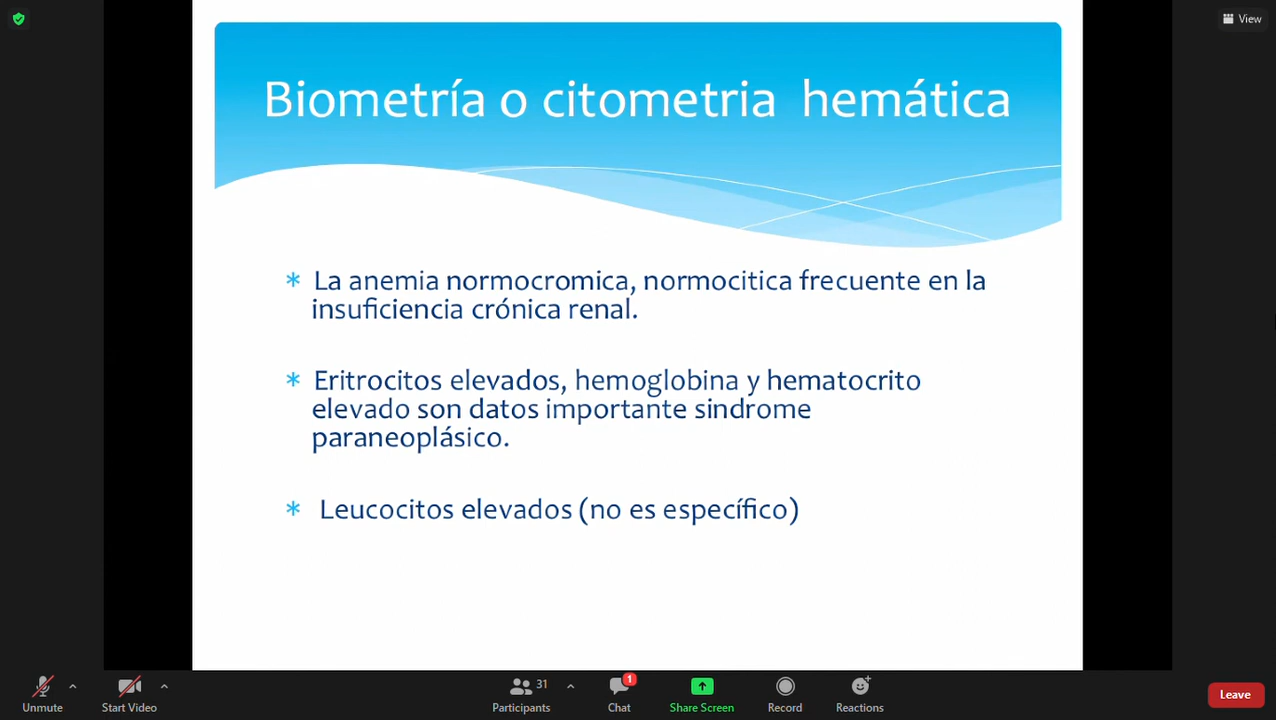 View
Biometría o citometria hemática
* La anemia normocromica, normocitica frecuente en la
insuficiencia crónica renal.
* Eritrocitos elevados, hemoglobina y hematocrito
elevado son datos importante sindrome
paraneoplásico.
* Leucocitos elevados (no es específico)
Unmute
Start Video
31
Participants
1
Chat
Share Screen
Record
Reactions
Leave